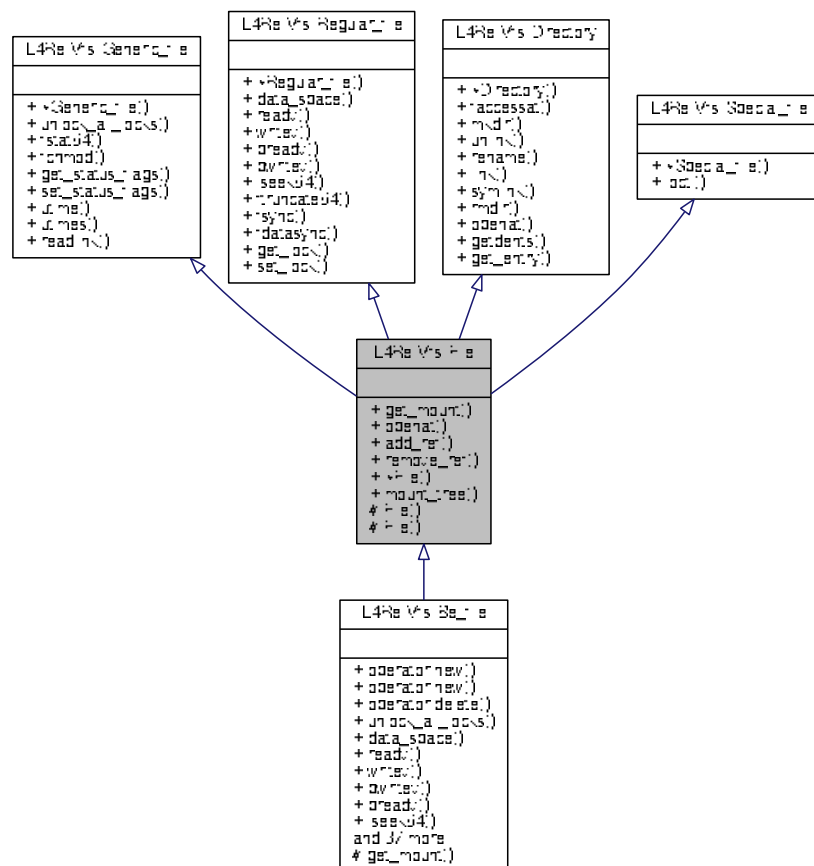 L4Re::Vfs::Generic_file
+ ~Generic_file()
+ unlock_all_locks()
+ fstat64()
+ fchmod()
+ get_status_flags()
+ set_status_flags()
+ utime()
+ utimes()
+ readlink()
L4Re::Vfs::Regular_file
+ ~Regular_file()
+ data_space()
+ readv()
+ writev()
+ preadv()
+ pwritev()
+ lseek64()
+ ftruncate64()
+ fsync()
+ fdatasync()
+ get_lock()
+ set_lock()
L4Re::Vfs::Directory
+ ~Directory()
+ faccessat()
+ mkdir()
+ unlink()
+ rename()
+ link()
+ symlink()
+ rmdir()
+ openat()
+ getdents()
+ get_entry()
L4Re::Vfs::Special_file
+ ~Special_file()
+ ioctl()
L4Re::Vfs::File
+ get_mount()
+ openat()
+ add_ref()
+ remove_ref()
+ ~File()
+ mount_tree()
# File()
# File()
L4Re::Vfs::Be_file
+ operator new()
+ operator new()
+ operator delete()
+ unlock_all_locks()
+ data_space()
+ readv()
+ writev()
+ pwritev()
+ preadv()
+ lseek64()
and 37 more...
# get_mount()